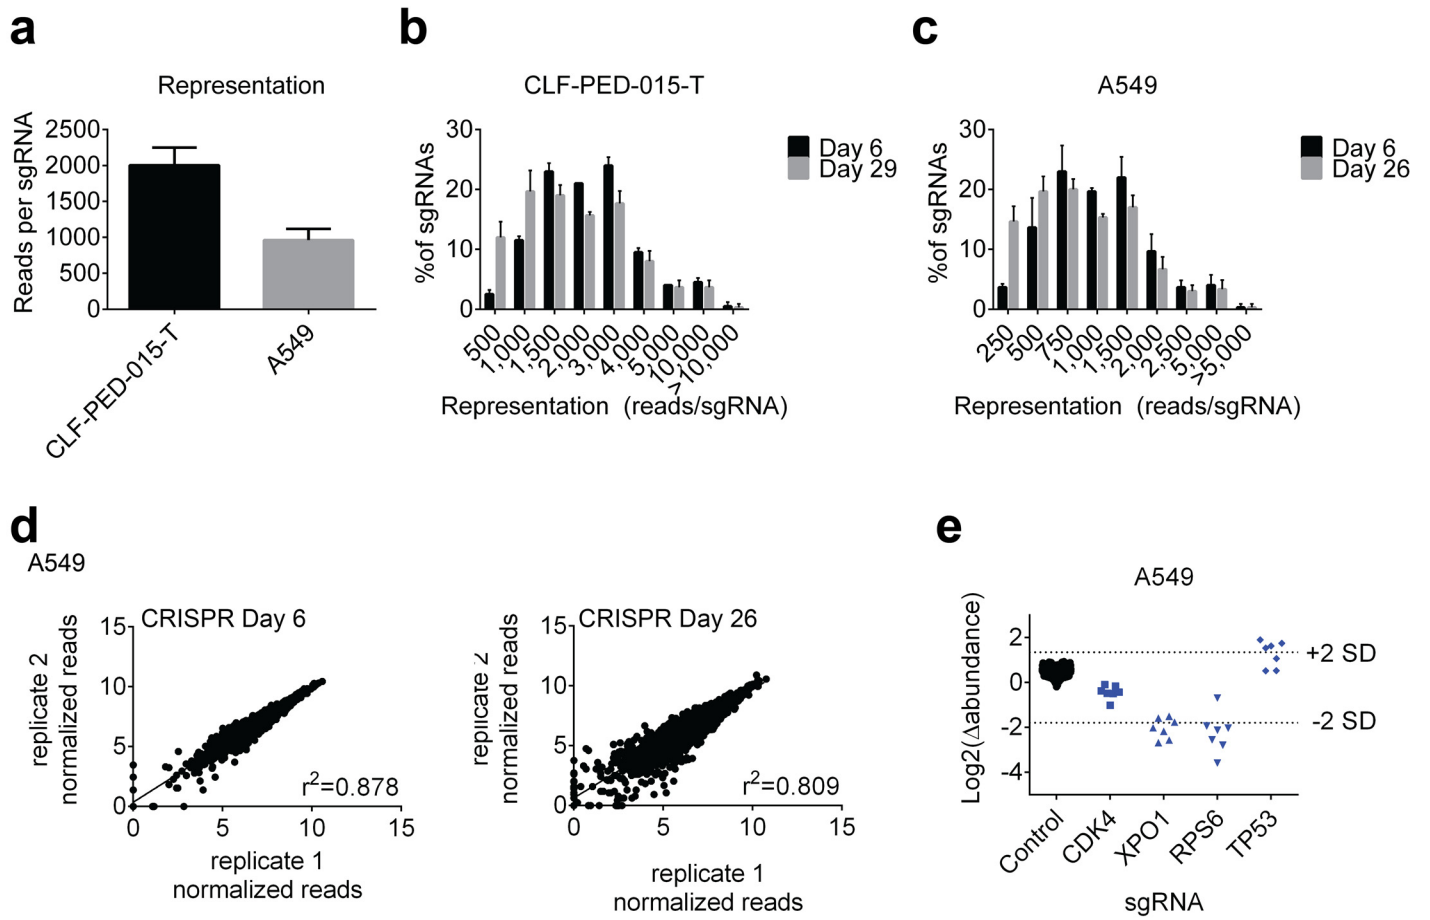 a
Representation
Reads per sgRNA
2500
2000
1500
1000
500
0
CLF-PED-015-T
A549
b
CLF-PED-015-T
%of sgRNAs
30
20
10
0
500
1,000
1,500
2,000
3,000
4,000
5,000
10,000
>10,000
Representation (reads/sgRNA)
Day 6
Day 29
c
A549
%of sgRNAs
30
20
10
0
250
500
750
1,000
1,500
2,000
2,500
5,000
>5,000
Representation (reads/sgRNA)
Day 6
Day 26
d
A549
CRISPR Day 6
replicate 2
normalized reads
15
10
5
0
r2=0.878
0 5 10 15
replicate 1
normalized reads
CRISPR Day 26
replicate 2
normalized reads
15
10
5
0
r2=0.809
0 5 10 15
replicate 1
normalized reads
e
A549
Log2(Δabundance)
2
0
-2
-4
+2 SD
-2 SD
Control
CDK4
XPO1
RPS6
TP53
sgRNA